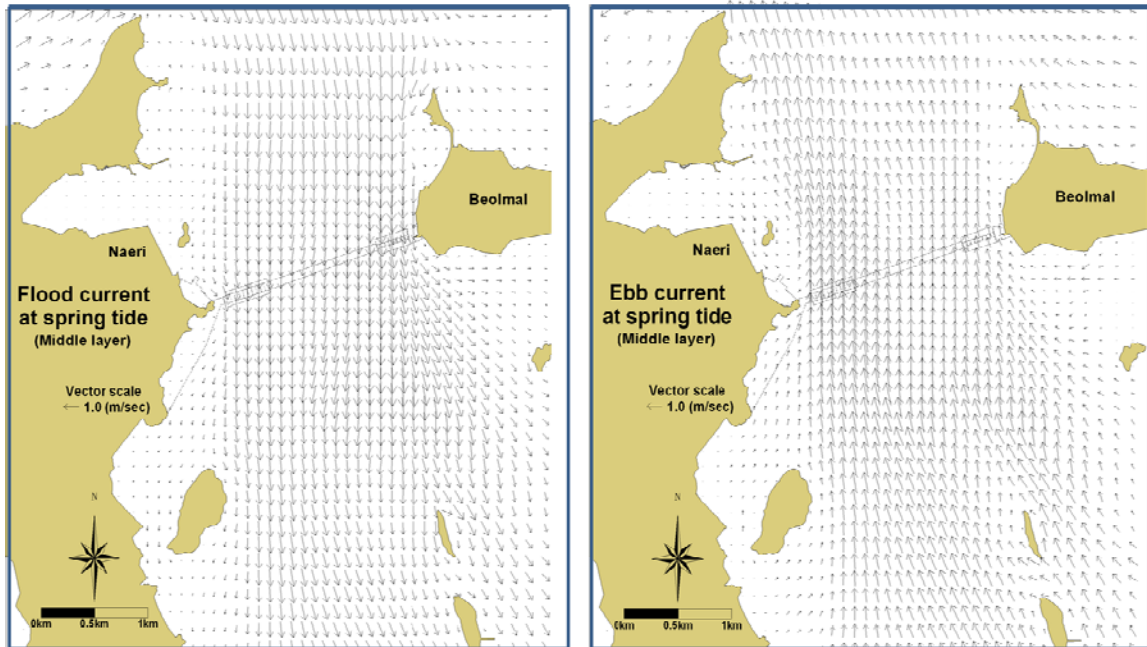 Beolmal
Naeri
Flood current
at spring tide
(Middle layer)
Vector scale
1.0 (m/sec)
N
0km 0.5km 1km
Beolmal
Naeri
Ebb current
at spring tide
(Middle layer)
Vector scale
1.0 (m/sec)
N
0km 0.5km 1km